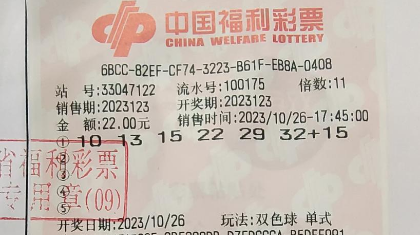 中国福利彩票
CHINA WELFARE LOTTERY
6BCC-82EF-CF74-3223-B61F-EB8A-0408
站 号:33047122 流水号:100175 倍数:11
销售期:2023123 开奖期:2023123
金 额:22.00元 销售时间:2023/10/26-17:45:00
① 10 13 15 22 29 32+15
②
③
④
⑤
省福利彩票
专用章(09)
开奖日期:2023/10/26 玩法:双色球 单式